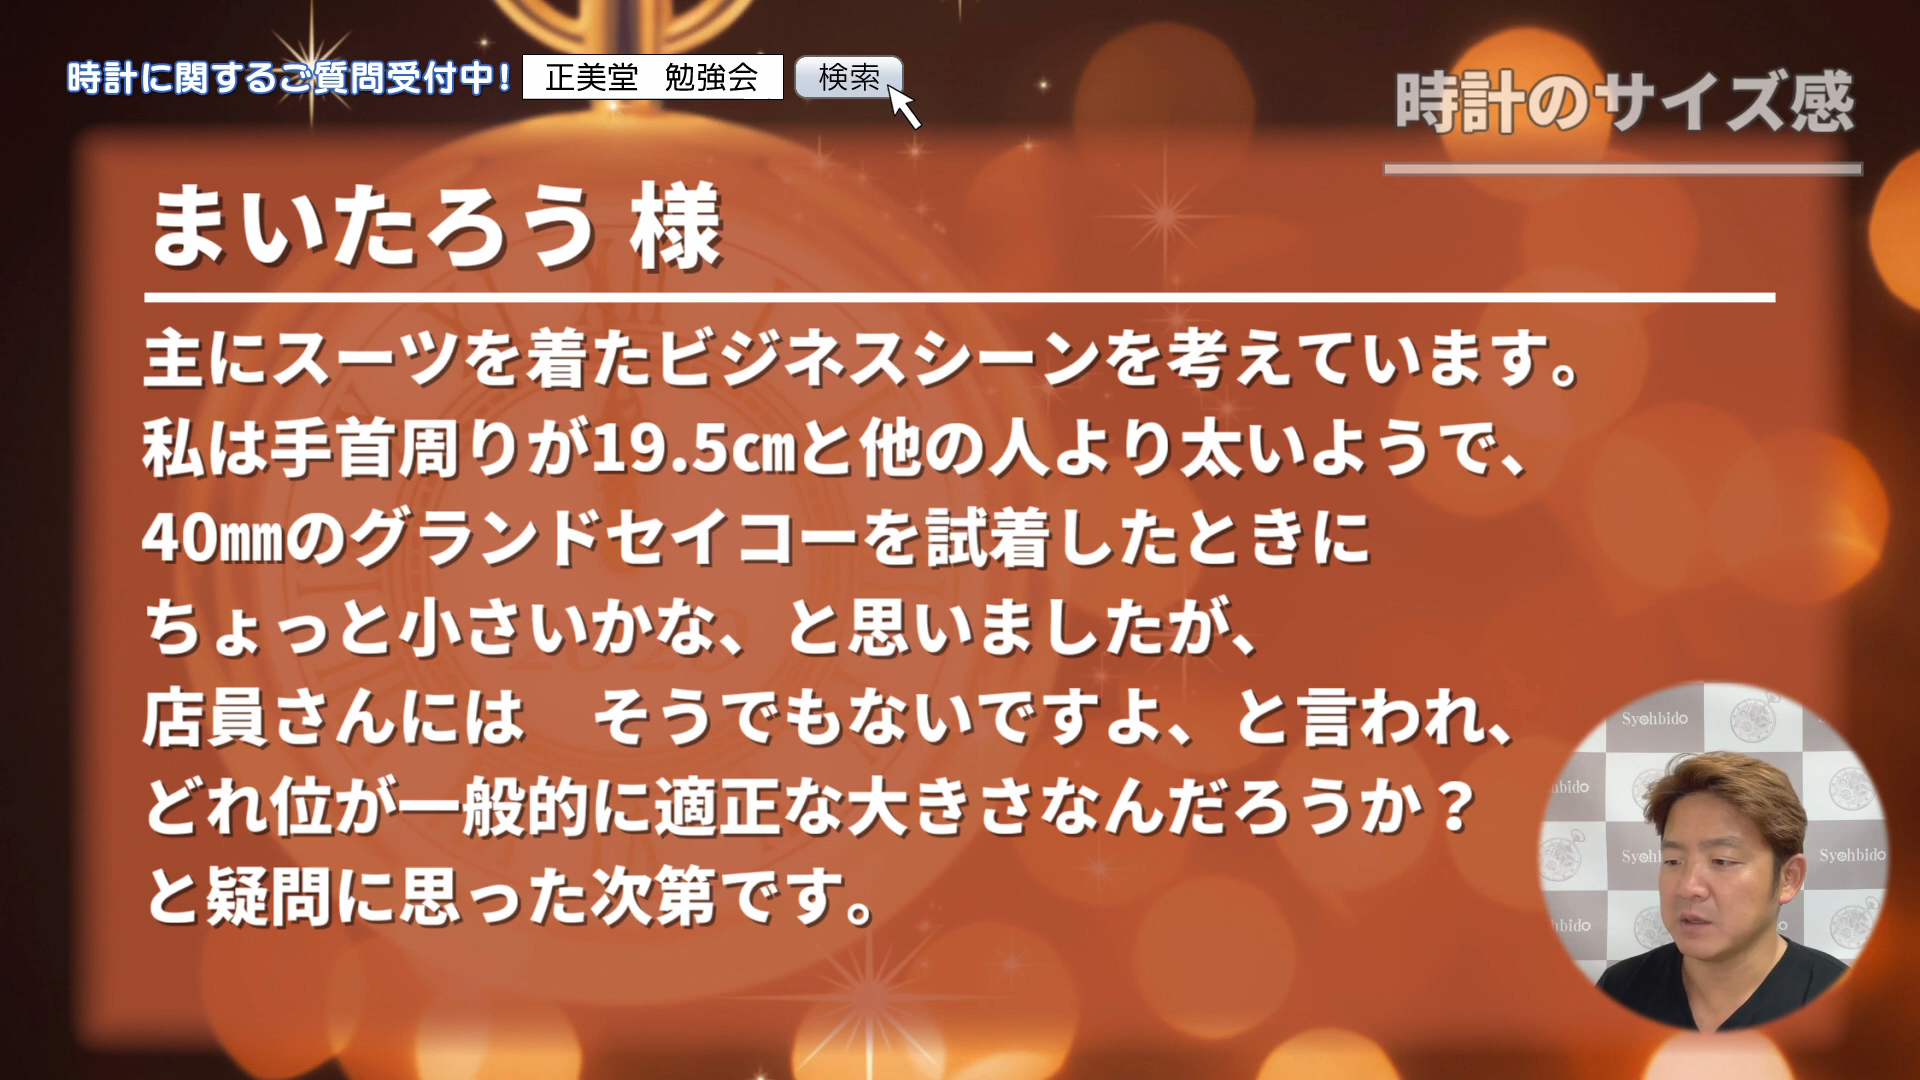 時計に関するご質問受付中！ 正美堂　勉強会 検索
時計のサイズ感
まいたろう 様
主にスーツを着たビジネスシーンを考えています。
私は手首周りが19.5㎝と他の人より太いようで、
40㎜のグランドセイコーを試着したときに
ちょっと小さいかな、と思いましたが、
店員さんには　そうでもないですよ、と言われ、
どれ位が一般的に適正な大きさなんだろうか？
と疑問に思った次第です。
Syohbido
Syohbido